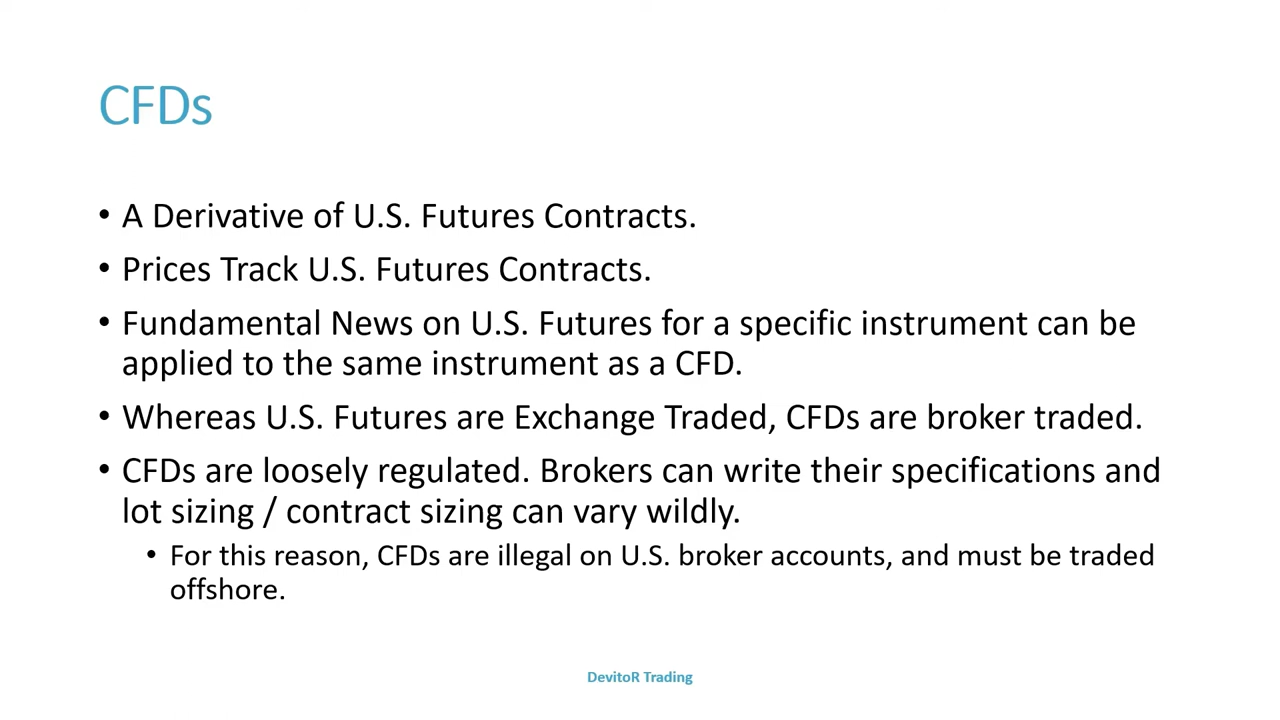 CFDs
• A Derivative of U.S. Futures Contracts.
• Prices Track U.S. Futures Contracts.
• Fundamental News on U.S. Futures for a specific instrument can be
applied to the same instrument as a CFD.
• Whereas U.S. Futures are Exchange Traded, CFDs are broker traded.
• CFDs are loosely regulated. Brokers can write their specifications and
lot sizing / contract sizing can vary wildly.
• For this reason, CFDs are illegal on U.S. broker accounts, and must be traded
offshore.
DevitoR Trading